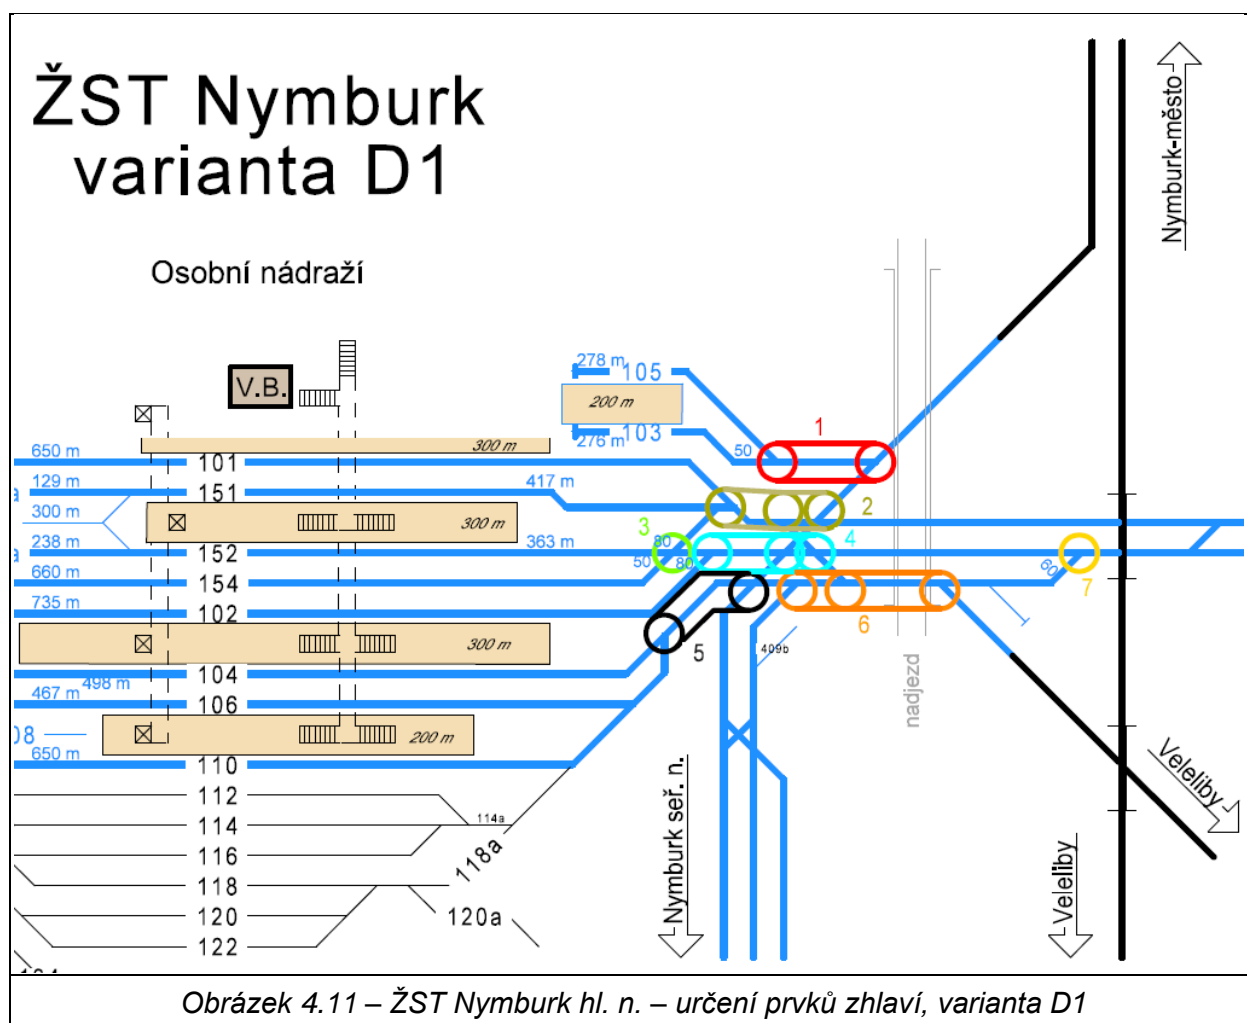 ŽST Nymburk
varianta D1
Osobní nádraží
Nymburk-město
V.B.
278 m
105
200 m
276 m
103
50
1
300 m
650 m
101
129 m
151
417 m
2
a
300 m
300 m
3
80
4
238 m
152
363 m
a
50
80
60
7
660 m
154
735 m
102
6
300 m
5
409b
nadjezd
104
498 m
467 m
106
08
200 m
650 m
110
Veleliby
112
114a
114
118a
116
118
120
120a
122
Nymburk seř. n.
Veleliby
Obrázek 4.11 – ŽST Nymburk hl. n. – určení prvků zhlaví, varianta D1